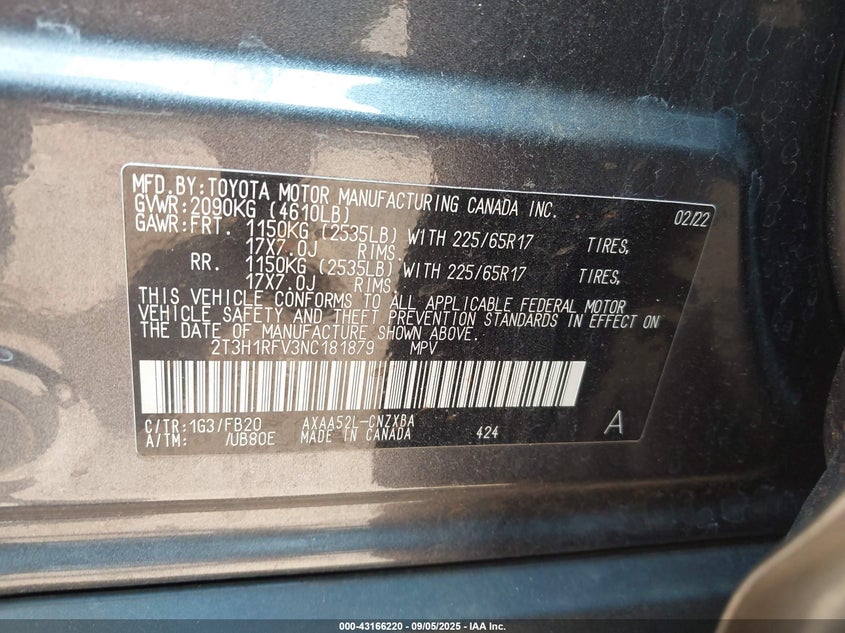 MFD.BY:TOYOTA MOTOR MANUFACTURING CANADA INC. 02/22
GVWR:2090KG (4610LB)
GAWR:FRT. 1150KG (2535LB) WITH 225/65R17 TIRES,
17X7.0J RIMS.
RR. 1150KG (2535LB) WITH 225/65R17 TIRES,
17X7.0J RIMS.
THIS VEHICLE CONFORMS TO ALL APPLICABLE FEDERAL MOTOR
VEHICLE SAFETY AND THEFT PREVENTION STANDARDS IN EFFECT ON
THE DATE OF MANUFACTURE SHOWN ABOVE.
2T3H1RFV3NC181879 MPV
C/TR:1G3/FB20 AXAA52L-CNZXBA
A/TM: /UB80E MADE IN CANADA 424 A
000-43166220 - 09/05/2025 - IAA Inc.